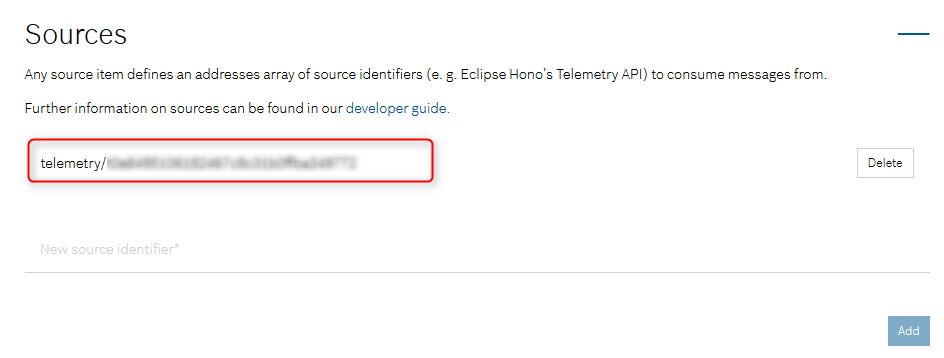 Sources
Any source item defines an addresses array of source identifiers (e. g. Eclipse Hono's Telemetry API) to consume messages from.
Further information on sources can be found in our developer guide.
telemetry/
Delete
New source identifier*
Add